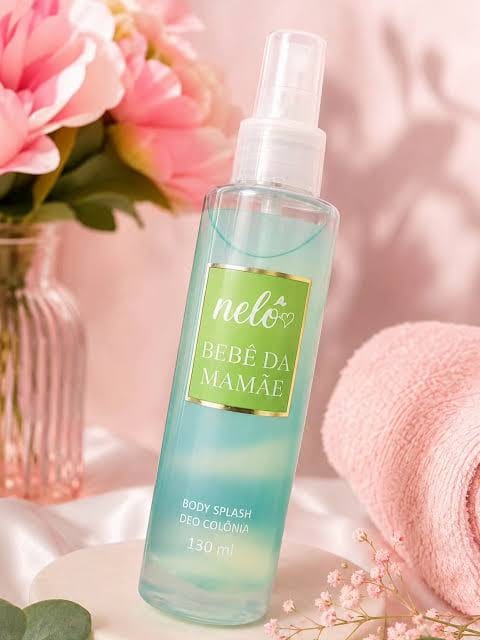 nelô
BEBÊ DA
MAMÃE
BODY SPLASH
DEO COLÔNIA
130 ml